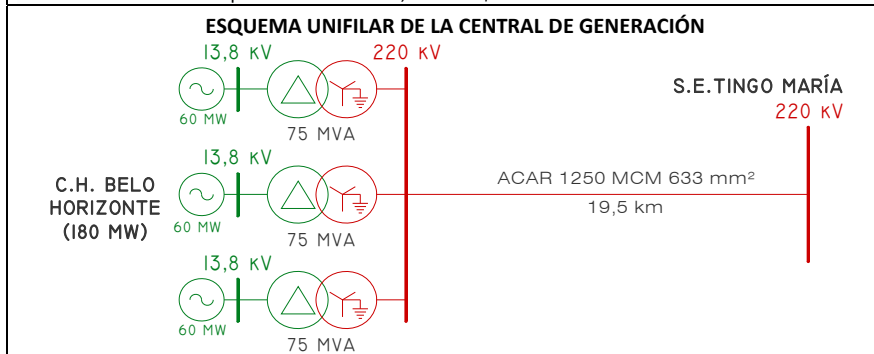 ESQUEMA UNIFILAR DE LA CENTRAL DE GENERACIÓN
13,8 kV
220 kV
60 MW
75 MVA
S.E.TINGO MARÍA
220 kV
13,8 kV
C.H. BELO
HORIZONTE
(180 MW)
60 MW
75 MVA
ACAR 1250 MCM 633 mm²
19,5 km
13,8 kV
60 MW
75 MVA